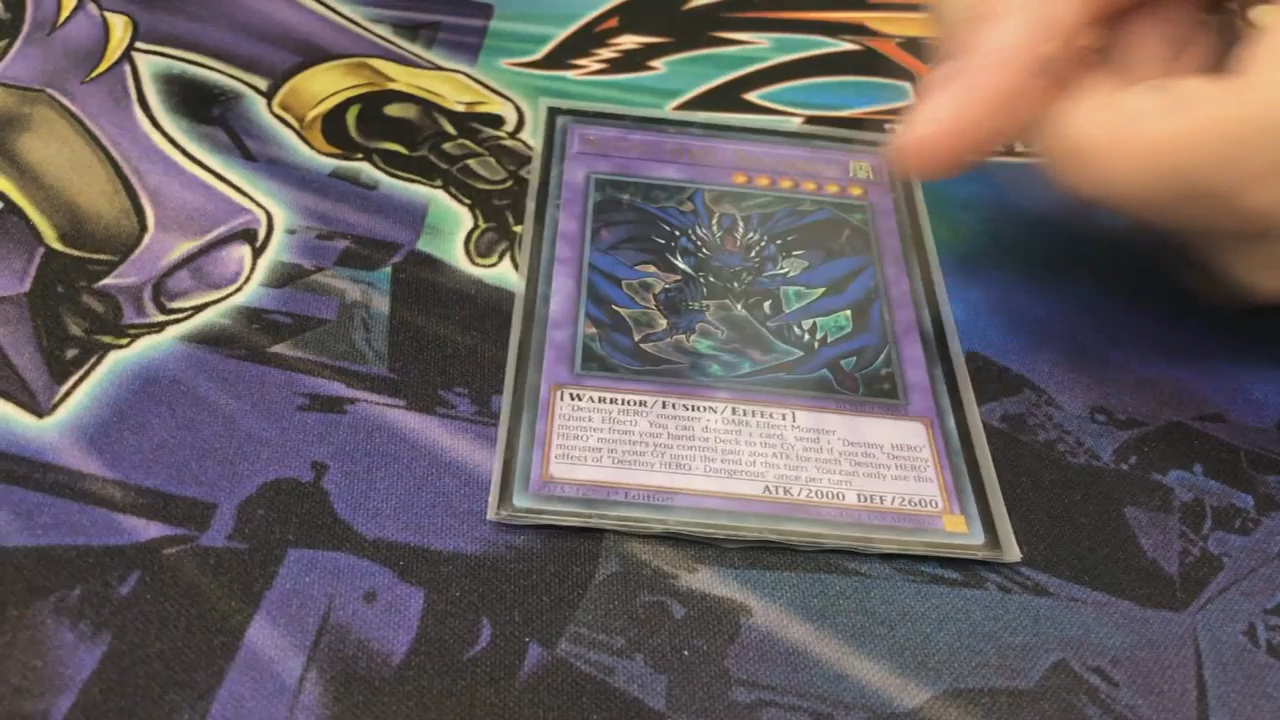 [WARRIOR/FUSION/EFFECT]
1 "Destiny HERO" monster + 1 DARK Effect Monster
(Quick Effect): You can discard 1 card, send 1 "Destiny HERO"
monster from your hand or Deck to the GY, and if you do, "Destiny
HERO" monsters you control gain 200 ATK for each "Destiny HERO"
monster in your GY until the end of this turn. You can only use this
effect of "Destiny HERO - Dangerous" once per turn.
ATK/2000 DEF/2600
1st Edition